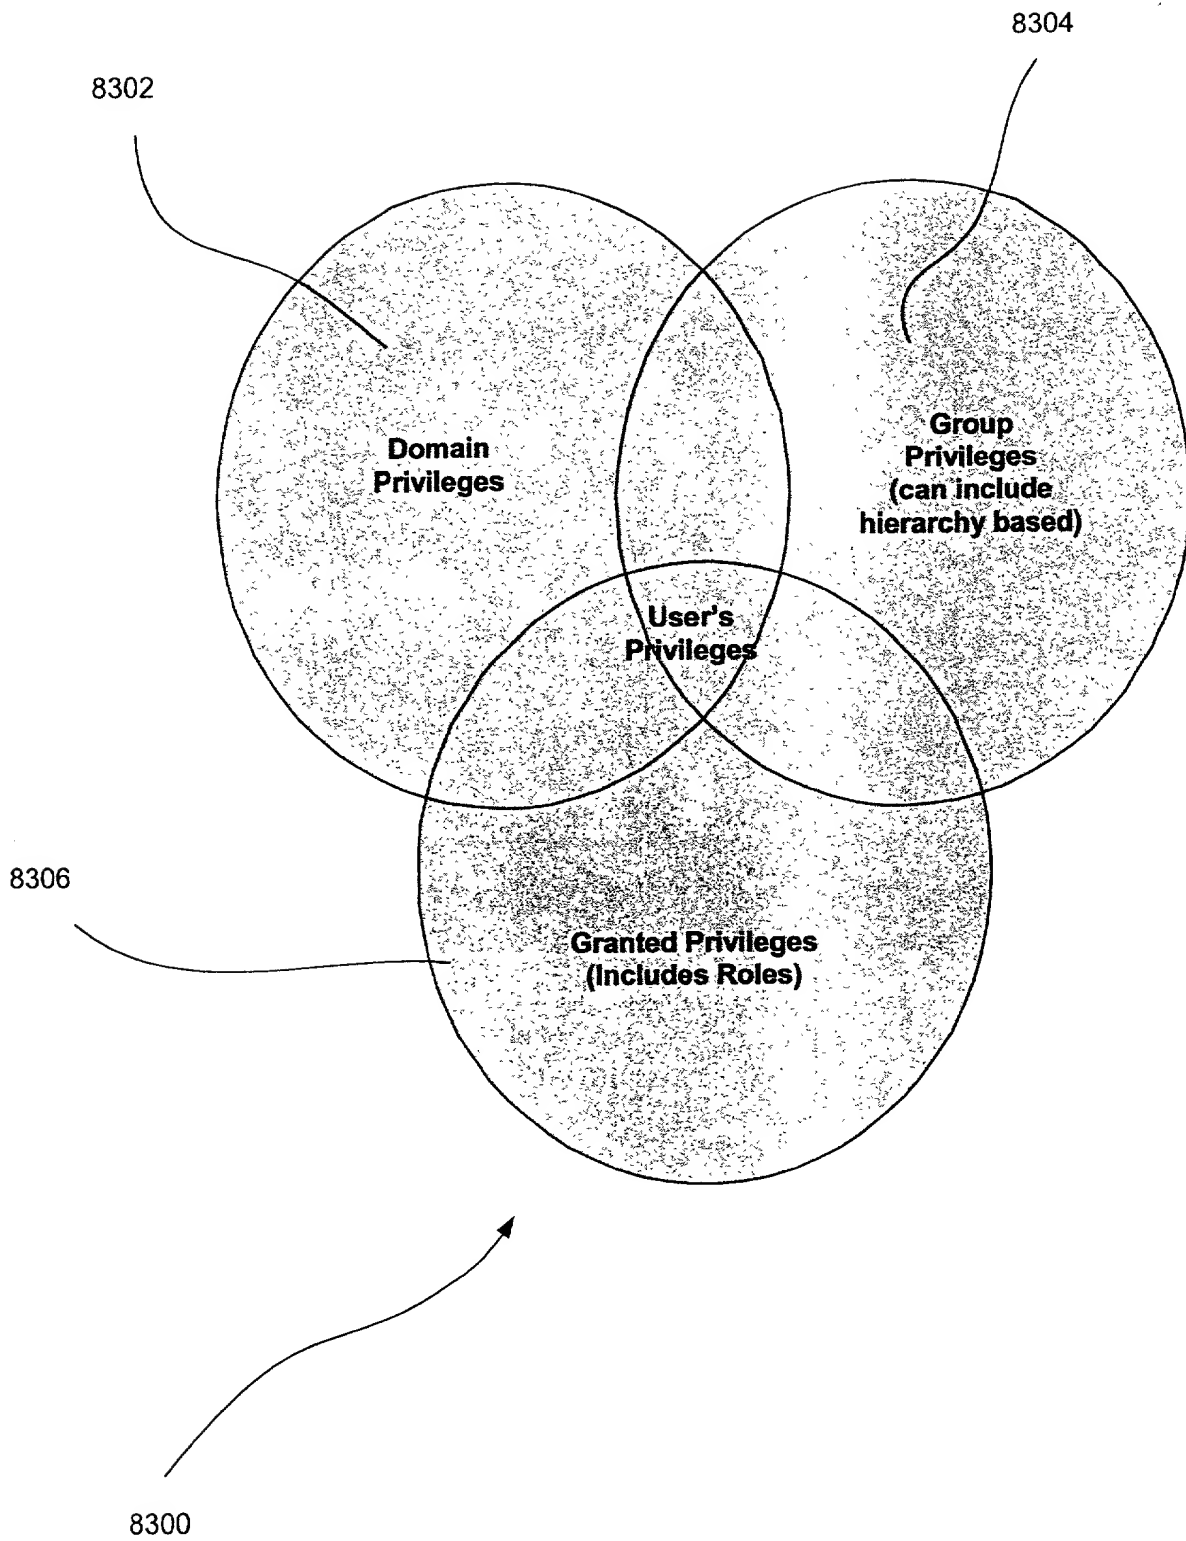 8304
8302
Domain
Privileges
Group
Privileges
(can include
hierarchy based)
User's
Privileges
8306
Granted Privileges
(Includes Roles)
8300